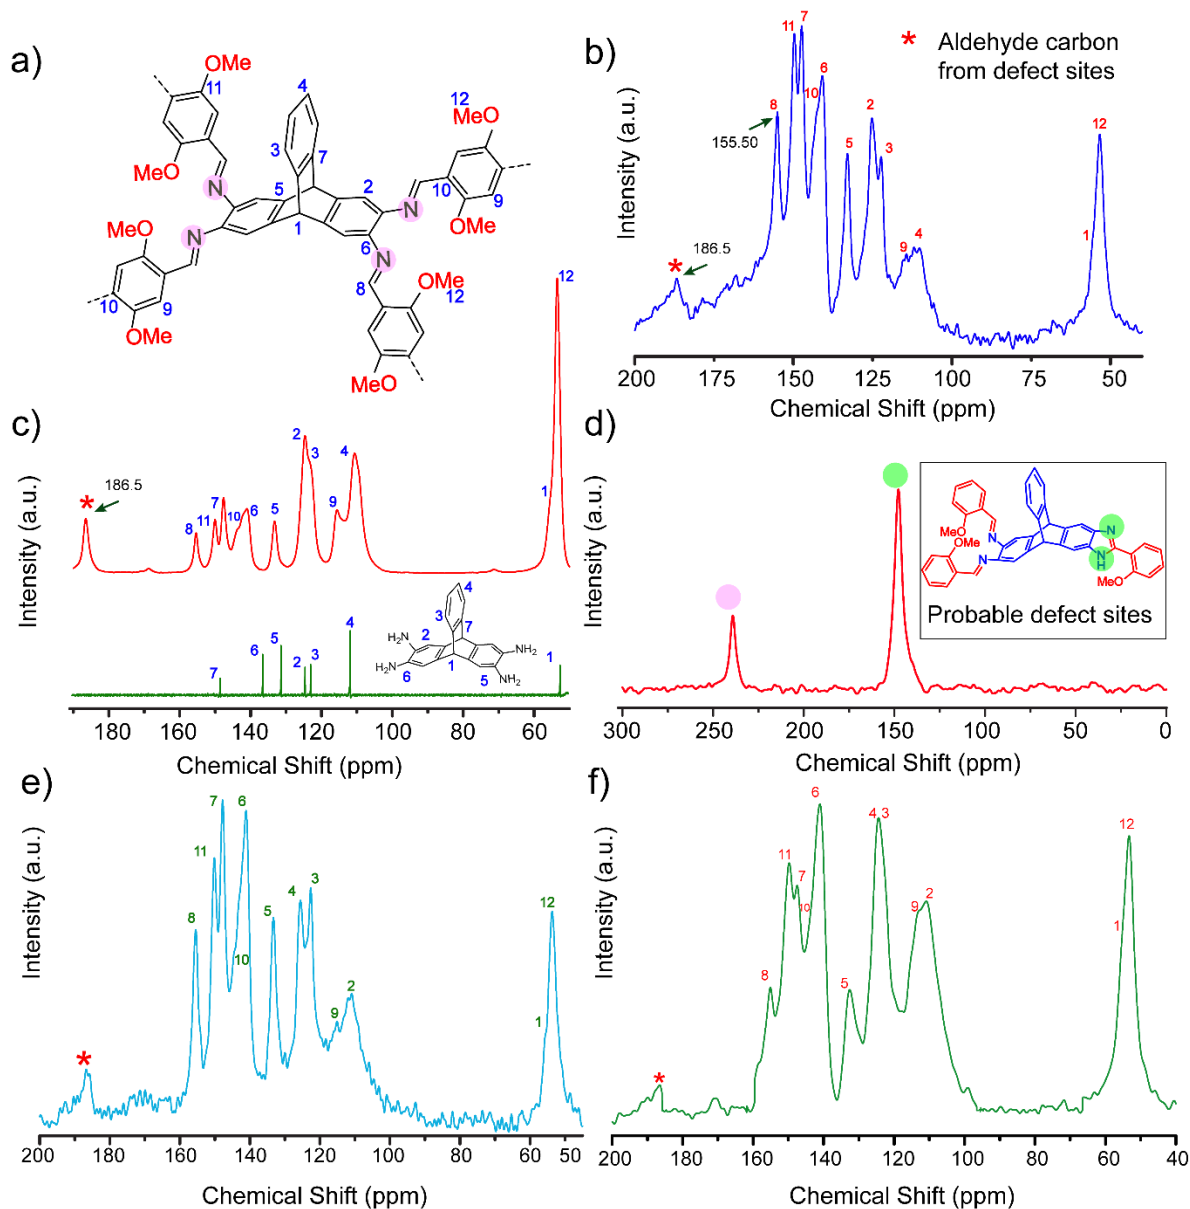 a)
OMe
11
MeO
N
N
MeO
10
9
OMe
4
3
7
5
1
2
6
12
MeO
N
10
9
OMe
N
8
OMe
12
MeO
b)
* Aldehyde carbon
from defect sites
Intensity (a.u.)
155.50
186.5
*
8
11
7
10
6
5
2
3
9
4
1
12
200 175 150 125 100 75 50
Chemical Shift (ppm)
c)
Intensity (a.u.)
*
186.5
8
11
7
10
6
5
2
3
9
4
1
12
7
6
5
2
3
4
1
4
3
7
2
1
H₂N
H₂N
6
5
NH₂
NH₂
180 160 140 120 100 80 60
Chemical Shift (ppm)
d)
Intensity (a.u.)
OMe
OMe
N
N
N
NH
MeO
Probable defect sites
300 250 200 150 100 50 0
Chemical Shift (ppm)
e)
Intensity (a.u.)
*
8
11
7
10
6
5
4
3
9
2
1
12
200 180 160 140 120 100 80 60 50
Chemical Shift (ppm)
f)
Intensity (a.u.)
*
8
11
7
10
6
5
4 3
9
2
1
12
200 180 160 140 120 100 80 60 40
Chemical Shift (ppm)